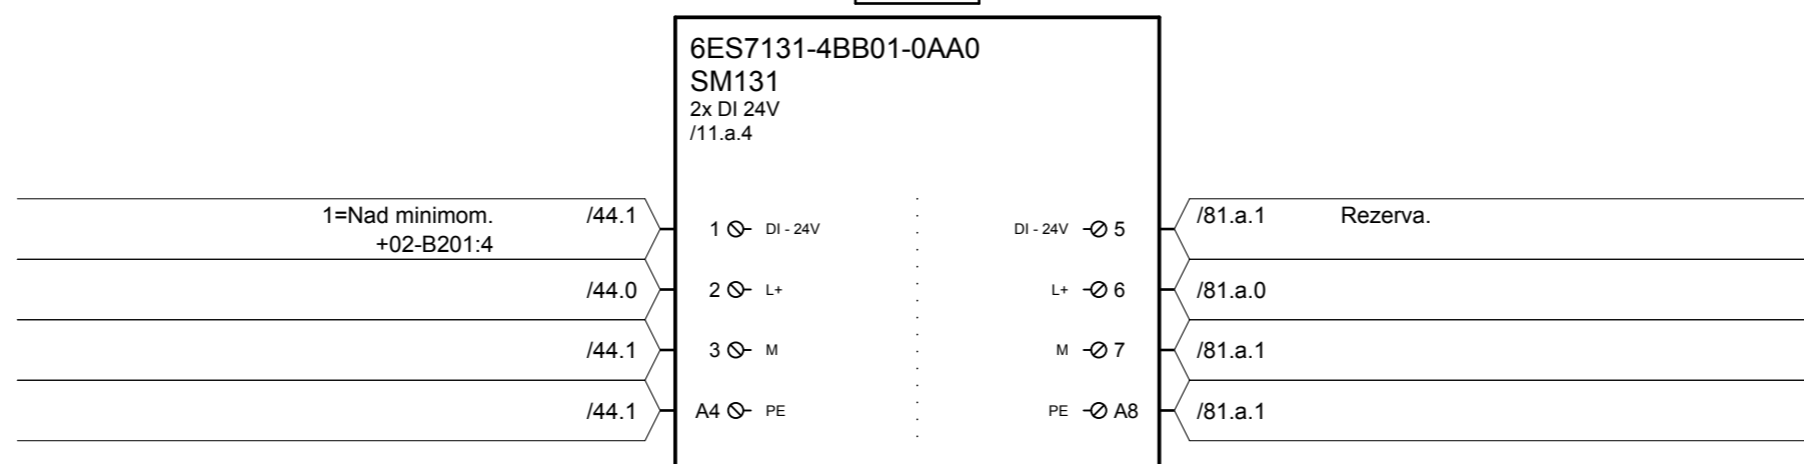 6ES7131-4BB01-0AA0
SM131
2x DI 24V
/11.a.4
1=Nad minimom. /44.1 1 DI - 24V DI - 24V 5 /81.a.1 Rezerva.
+02-B201:4
/44.0 2 L+ L+ 6 /81.a.0
/44.1 3 M M 7 /81.a.1
/44.1 A4 PE PE A8 /81.a.1